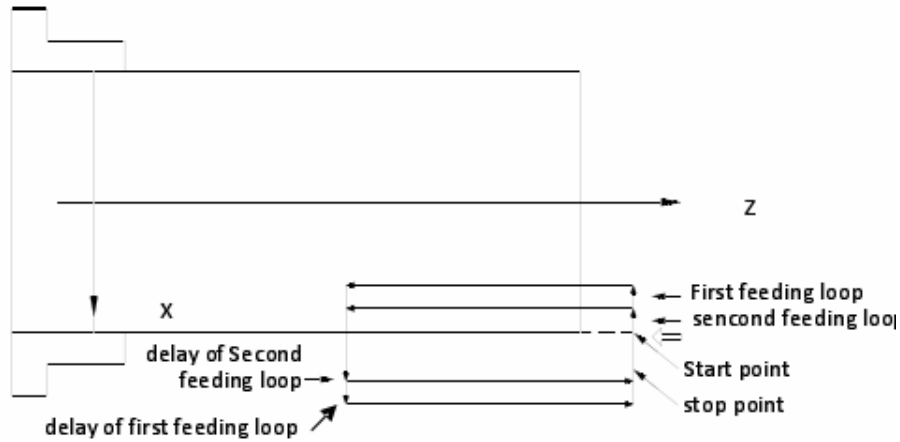 Z
X
First feeding loop
sencond feeding loo
Start point
stop point
delay of Second
feeding loop
delay of first feeding loop